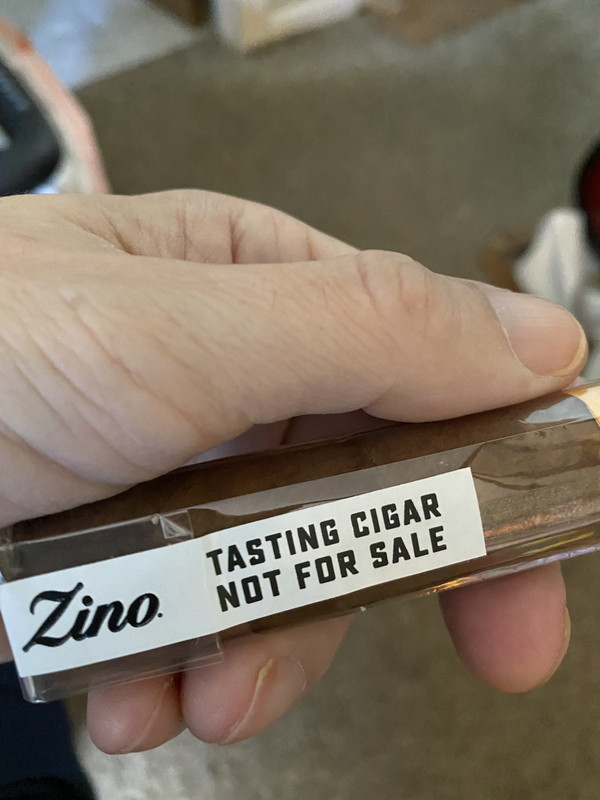 Zino.
TASTING CIGAR
NOT FOR SALE